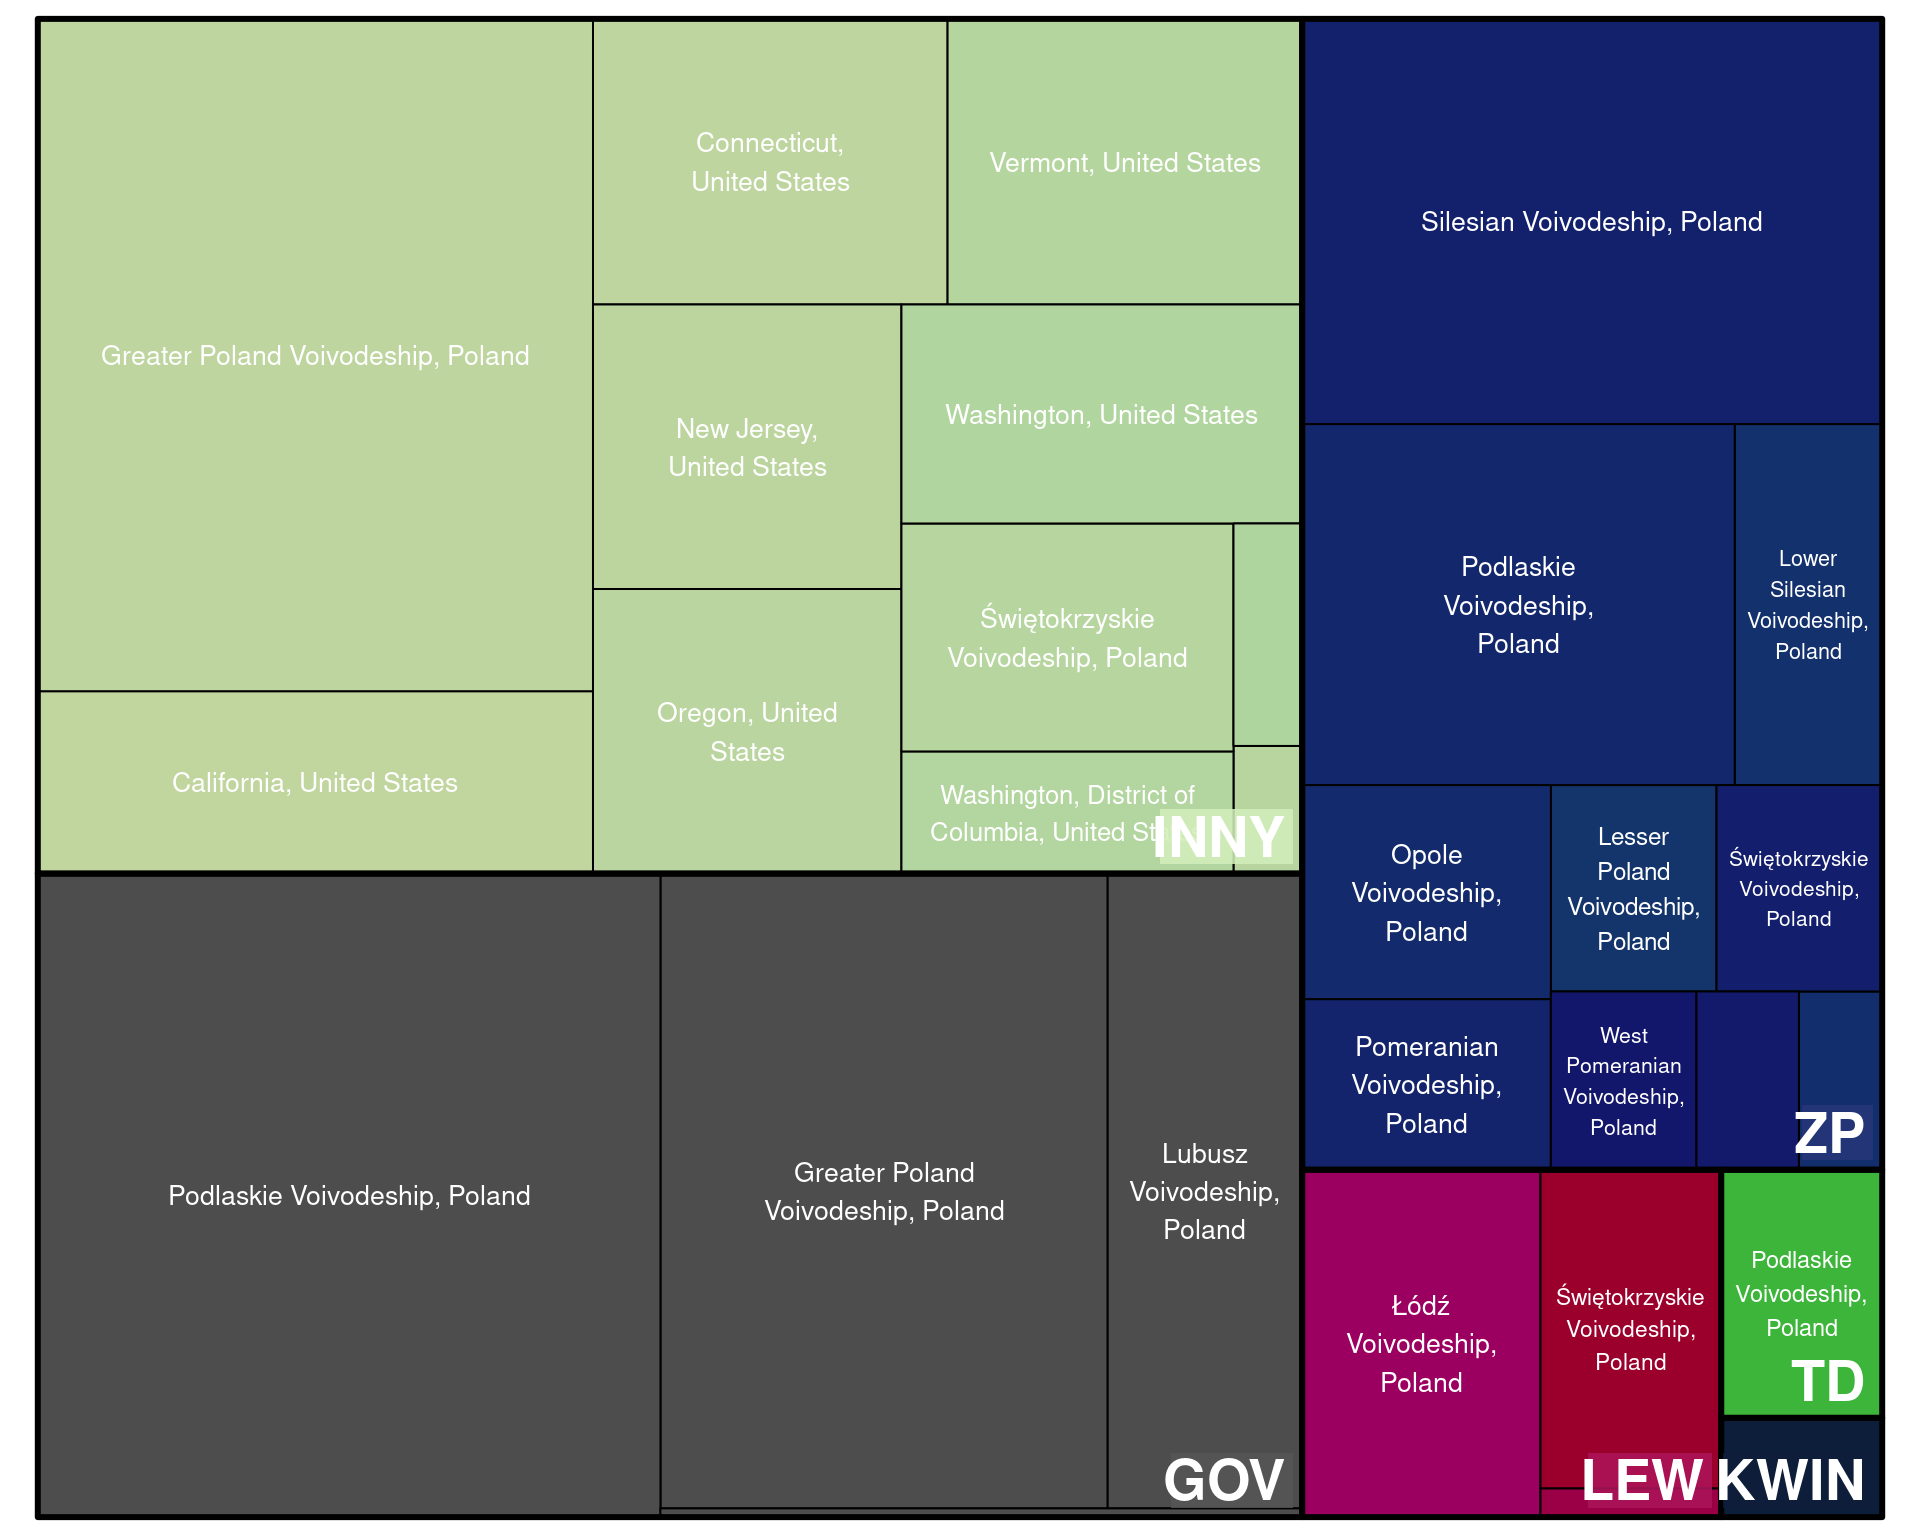 Greater Poland Voivodeship, Poland
California, United States
Connecticut,
United States
Vermont, United States
New Jersey,
United States
Washington, United States
Oregon, United
States
Świętokrzyskie
Voivodeship, Poland
Washington, District of
Columbia, United
INNY
Podlaskie Voivodeship, Poland
Greater Poland
Voivodeship, Poland
Lubusz
Voivodeship,
Poland
GOV
Silesian Voivodeship, Poland
Podlaskie
Voivodeship,
Poland
Lower
Silesian
Voivodeship,
Poland
Opole
Voivodeship,
Poland
Lesser
Poland
Voivodeship,
Poland
Świętokrzyskie
Voivodeship,
Poland
Pomeranian
Voivodeship,
Poland
West
Pomeranian
Voivodeship,
Poland
ZP
Łódź
Voivodeship,
Poland
Świętokrzyskie
Voivodeship,
Poland
LEW
Podlaskie
Voivodeship,
Poland
TD
KWIN